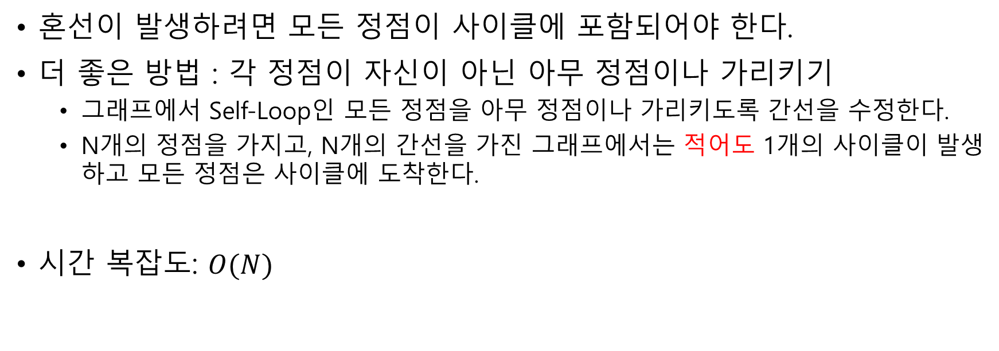 • 혼선이 발생하려면 모든 정점이 사이클에 포함되어야 한다.
• 더 좋은 방법 : 각 정점이 자신이 아닌 아무 정점이나 가리키기
• 그래프에서 Self-Loop인 모든 정점을 아무 정점이나 가리키도록 간선을 수정한다.
• N개의 정점을 가지고, N개의 간선을 가진 그래프에서는 적어도 1개의 사이클이 발생
하고 모든 정점은 사이클에 도착한다.
• 시간 복잡도: O(N)